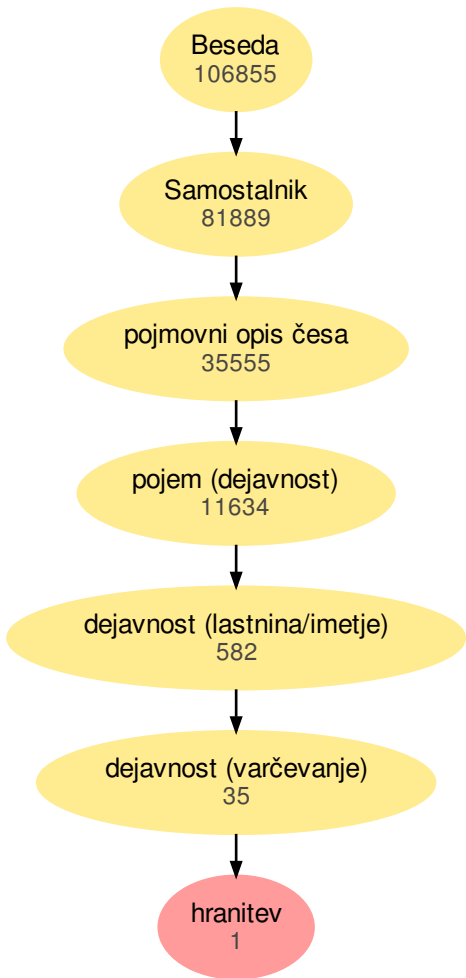 Beseda
106855
Samostalnik
81889
pojmovni opis česa
35555
pojem (dejavnost)
11634
dejavnost (lastnina/imetje)
582
dejavnost (varčevanje)
35
hranitev
1